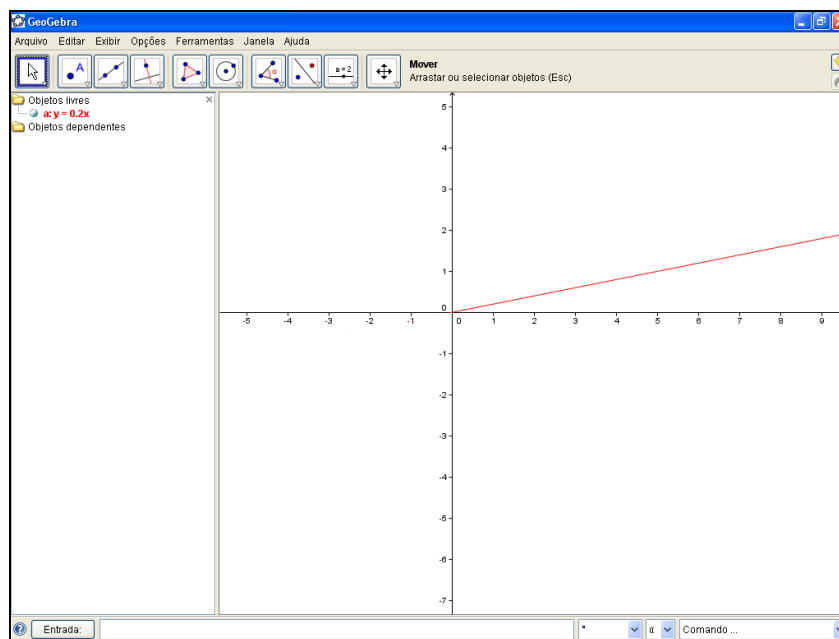 GeoGebra
Arquivo Editar Exibir Opções Ferramentas Janela Ajuda
A
α
a = 2
Mover
Arrastar ou selecionar objetos (Esc)
Objetos livres
a: y = 0.2x
Objetos dependentes
5
4
3
2
1
0
-5 -4 -3 -2 -1 0 1 2 3 4 5 6 7 8 9
-1
-2
-3
-4
-5
-6
-7
Entrada:
α
Comando ...